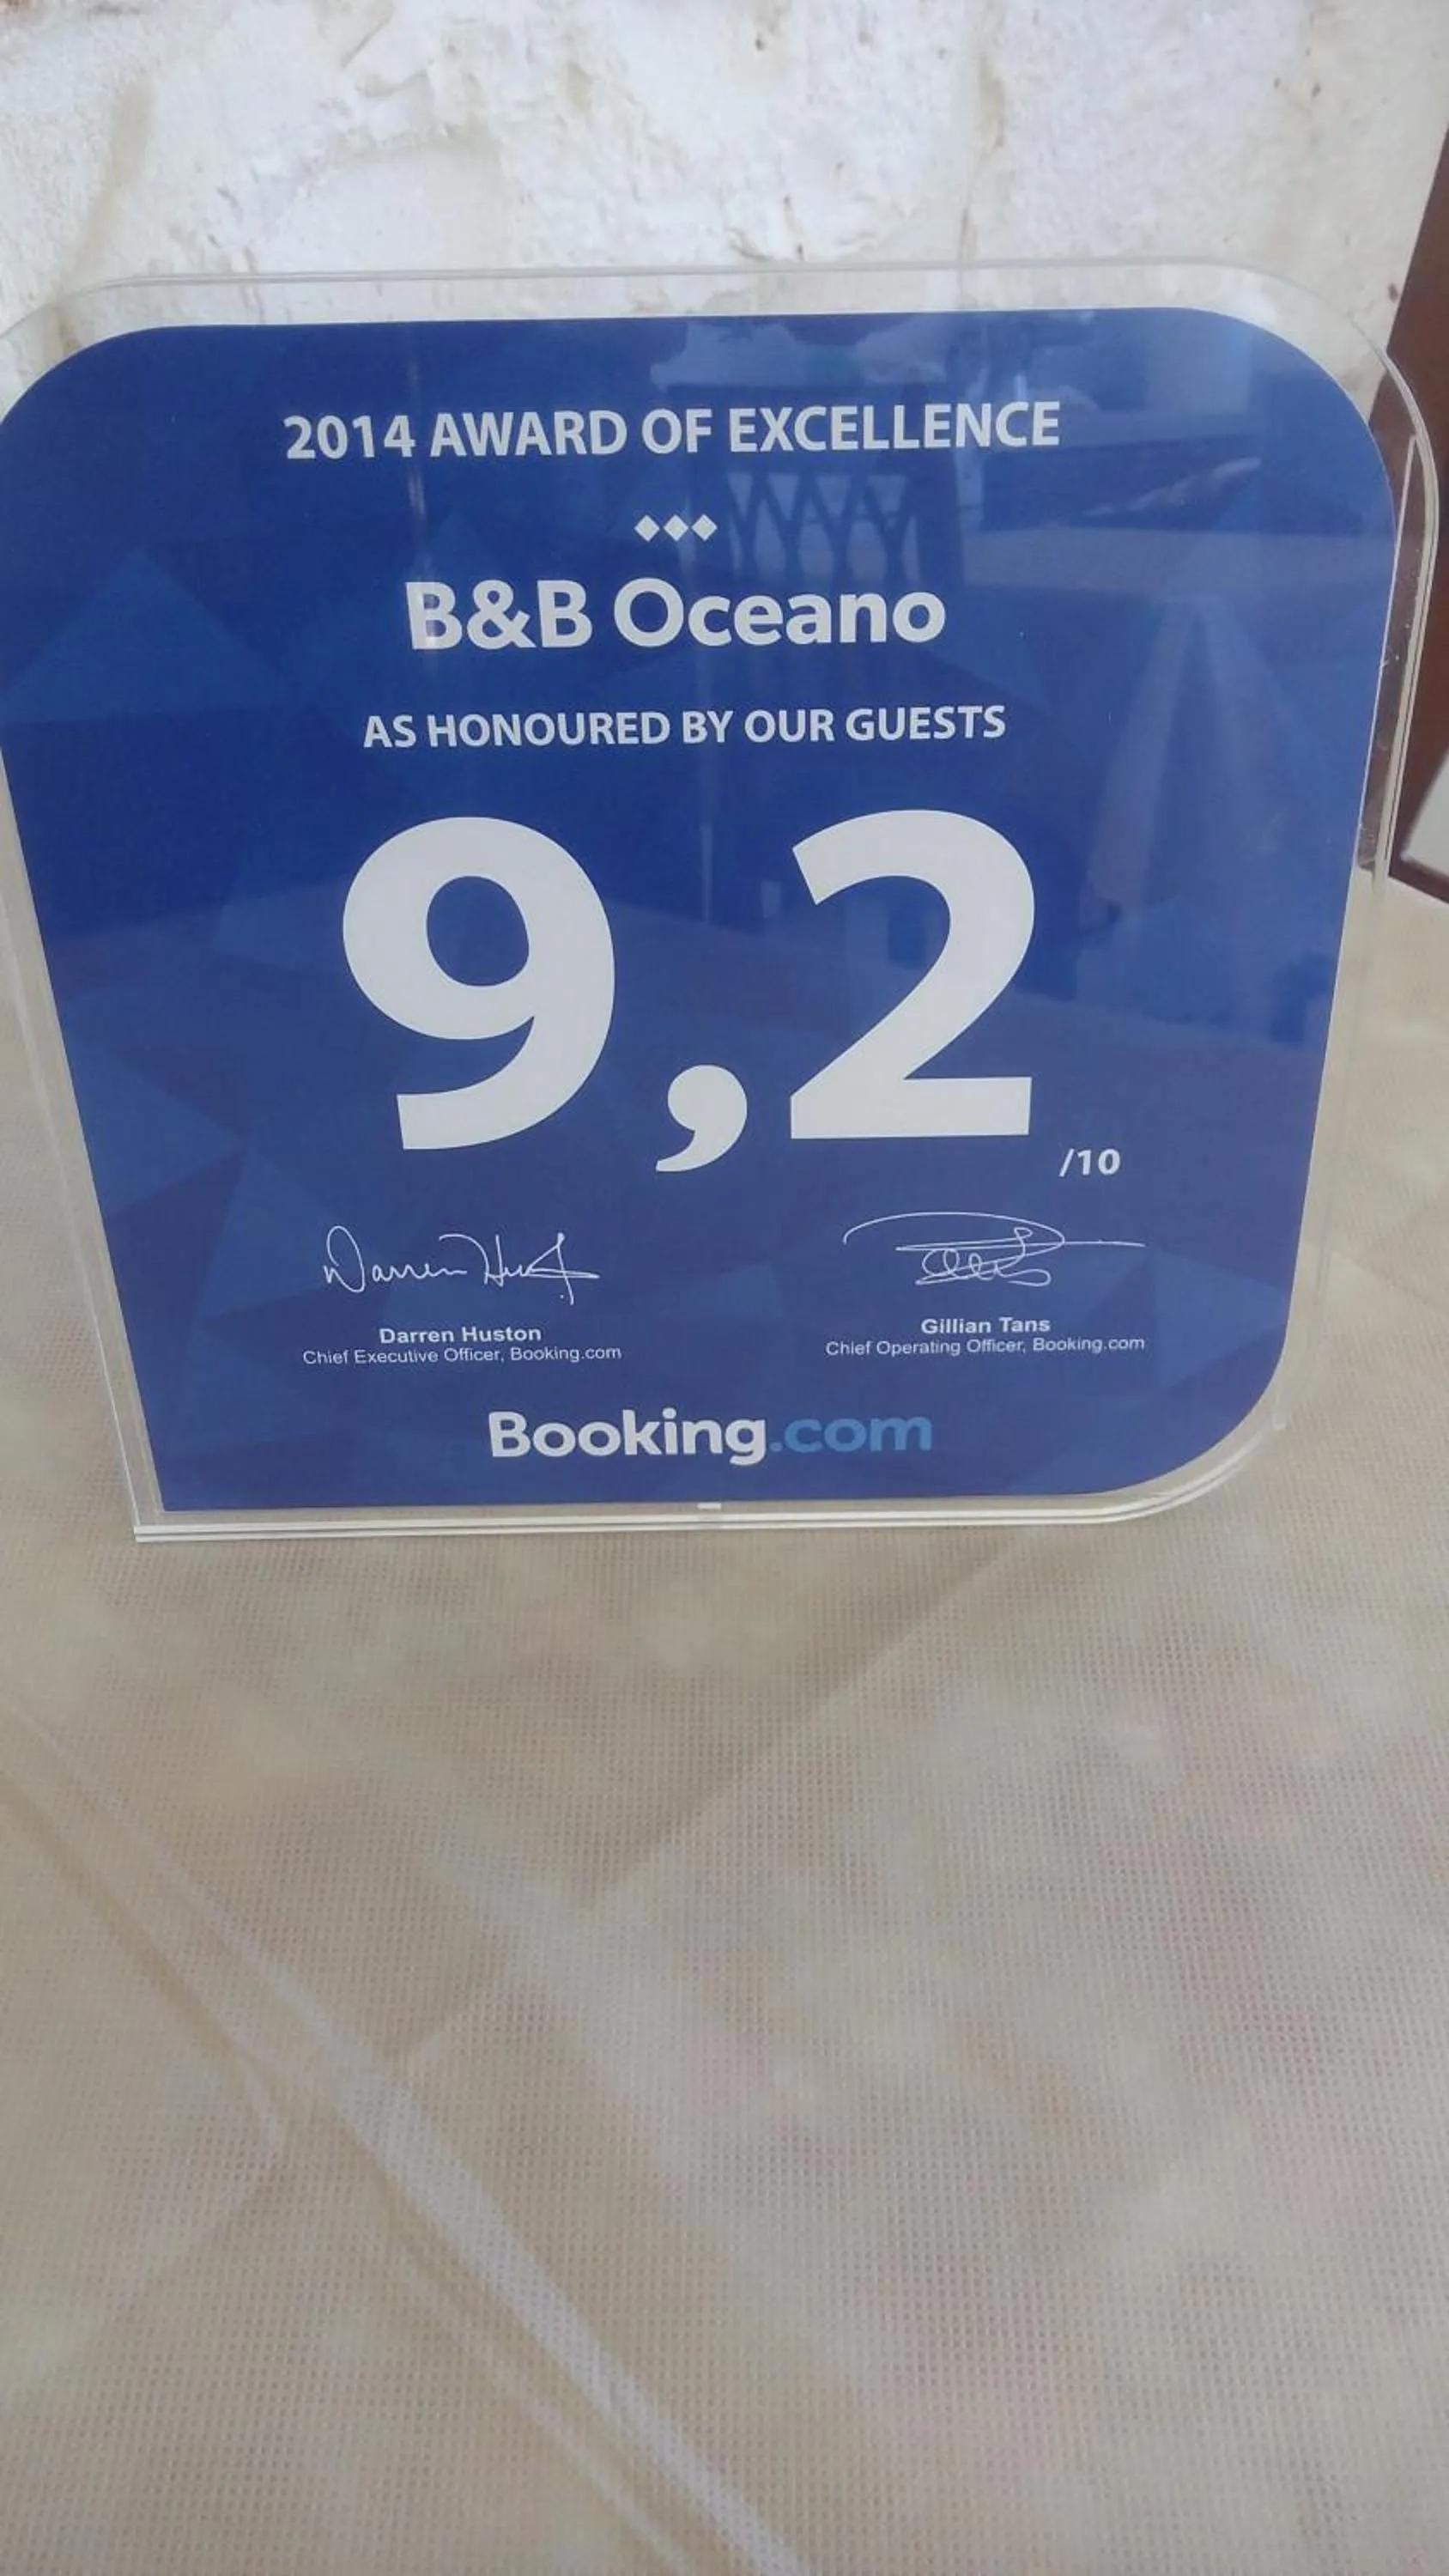 2014 AWARD OF EXCELLENCE
B&B Oceano
AS HONOURED BY OUR GUESTS
9,2
/10
Darren Huston
Chief Executive Officer, Booking.com
Gillian Tans
Chief Operating Officer, Booking.com
Booking.com